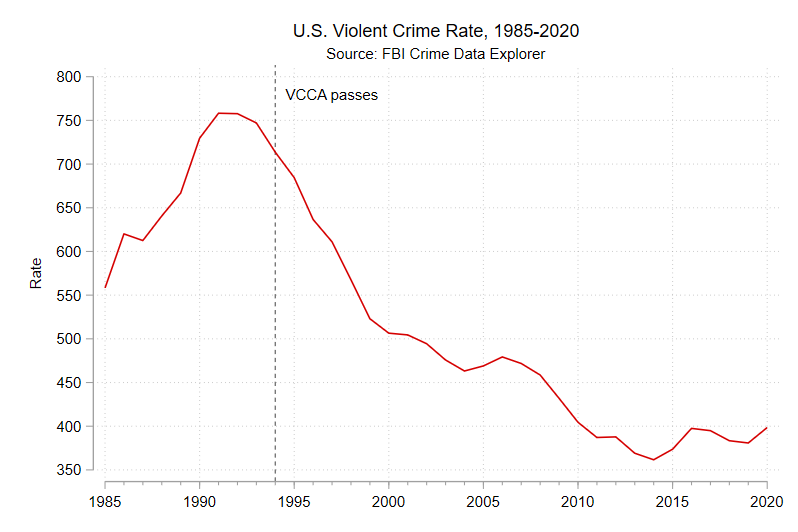 U.S. Violent Crime Rate, 1985-2020
Source: FBI Crime Data Explorer
VCCA passes
Rate
800
750
700
650
600
550
500
450
400
350
1985 1990 1995 2000 2005 2010 2015 2020